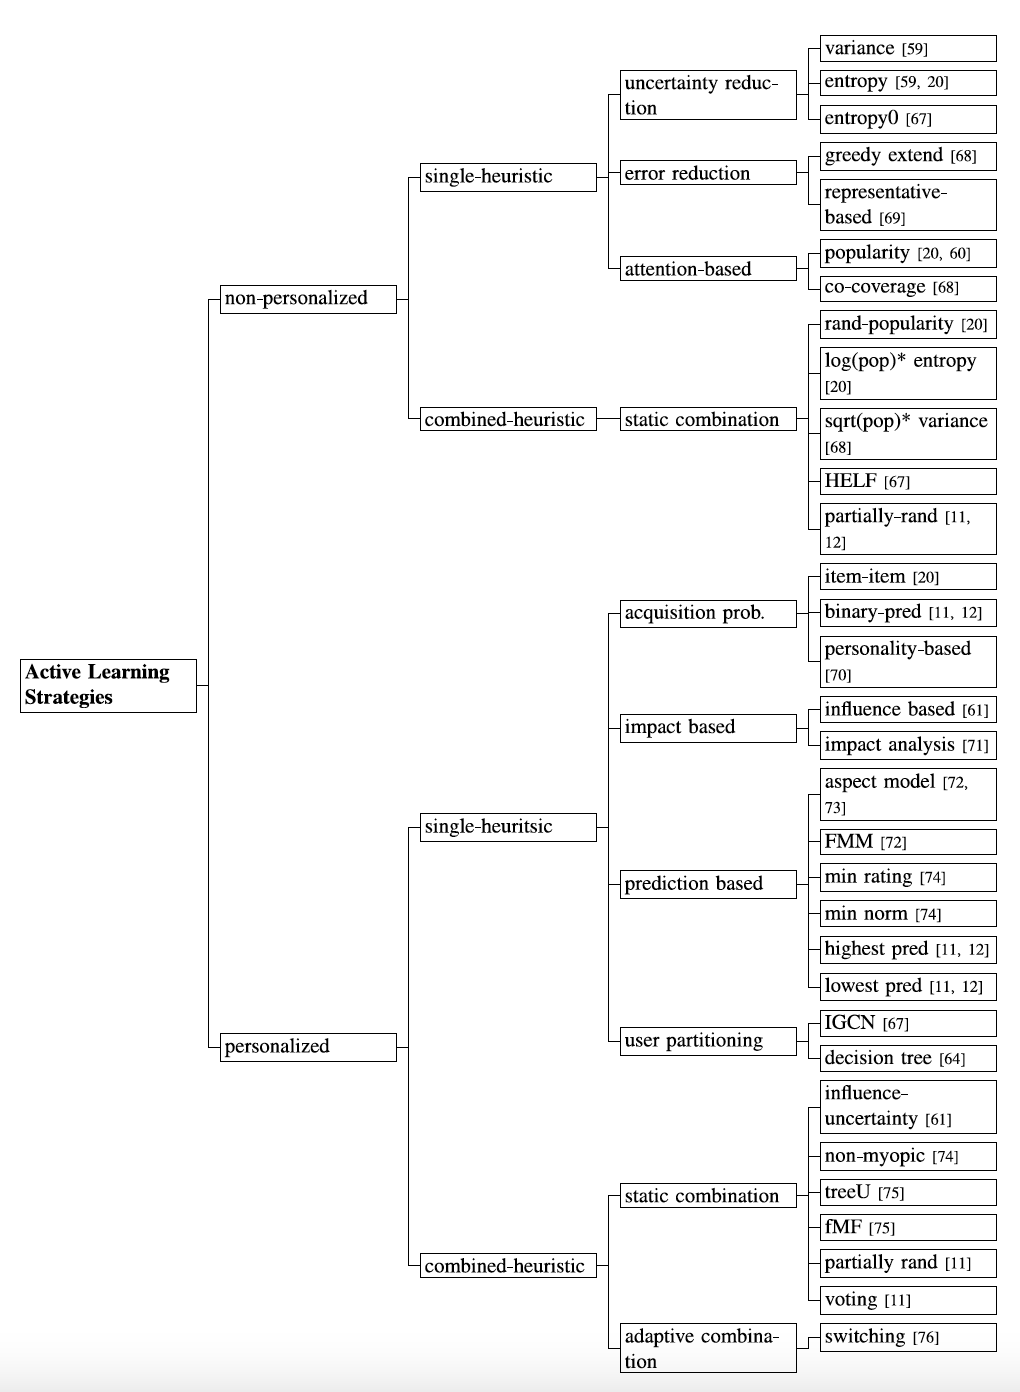 Active Learning
Strategies
non-personalized
single-heuristic
uncertainty reduc-
tion
variance [59]
entropy [59, 20]
entropy0 [67]
error reduction
greedy extend [68]
representative-
based [69]
attention-based
popularity [20, 60]
co-coverage [68]
combined-heuristic
static combination
rand-popularity [20]
log(pop)* entropy
[20]
sqrt(pop)* variance
[68]
HELF [67]
partially-rand [11,
12]
personalized
single-heuritsic
acquisition prob.
item-item [20]
binary-pred [11, 12]
personality-based
[70]
impact based
influence based [61]
impact analysis [71]
prediction based
aspect model [72,
73]
FMM [72]
min rating [74]
min norm [74]
highest pred [11, 12]
lowest pred [11, 12]
user partitioning
IGCN [67]
decision tree [64]
combined-heuristic
static combination
influence-
uncertainty [61]
non-myopic [74]
treeU [75]
fMF [75]
partially rand [11]
voting [11]
adaptive combina-
tion
switching [76]